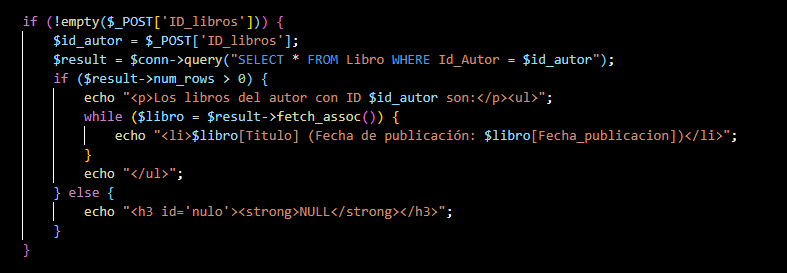 if (!empty($_POST['ID_libros'])) {
    $id_autor = $_POST['ID_libros'];
    $result = $conn->query("SELECT * FROM Libro WHERE Id_Autor = $id_autor");
    if ($result->num_rows > 0) {
        echo "<p>Los libros del autor con ID $id_autor son:</p><ul>";
        while ($libro = $result->fetch_assoc()) {
            echo "<li>$libro[Titulo] (Fecha de publicación: $libro[Fecha_publicacion])</li>";
        }
        echo "</ul>";
    } else {
        echo "<h3 id='nulo'><strong>NULL</strong></h3>";
    }
}